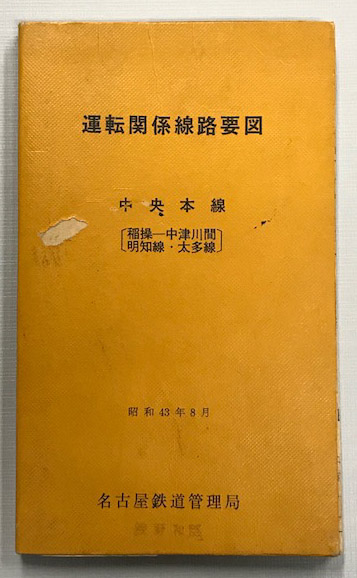 運転関係線路要図
中央本線
稲操―中津川間
明知線・太多線
昭和43年8月
名古屋鉄道管理局